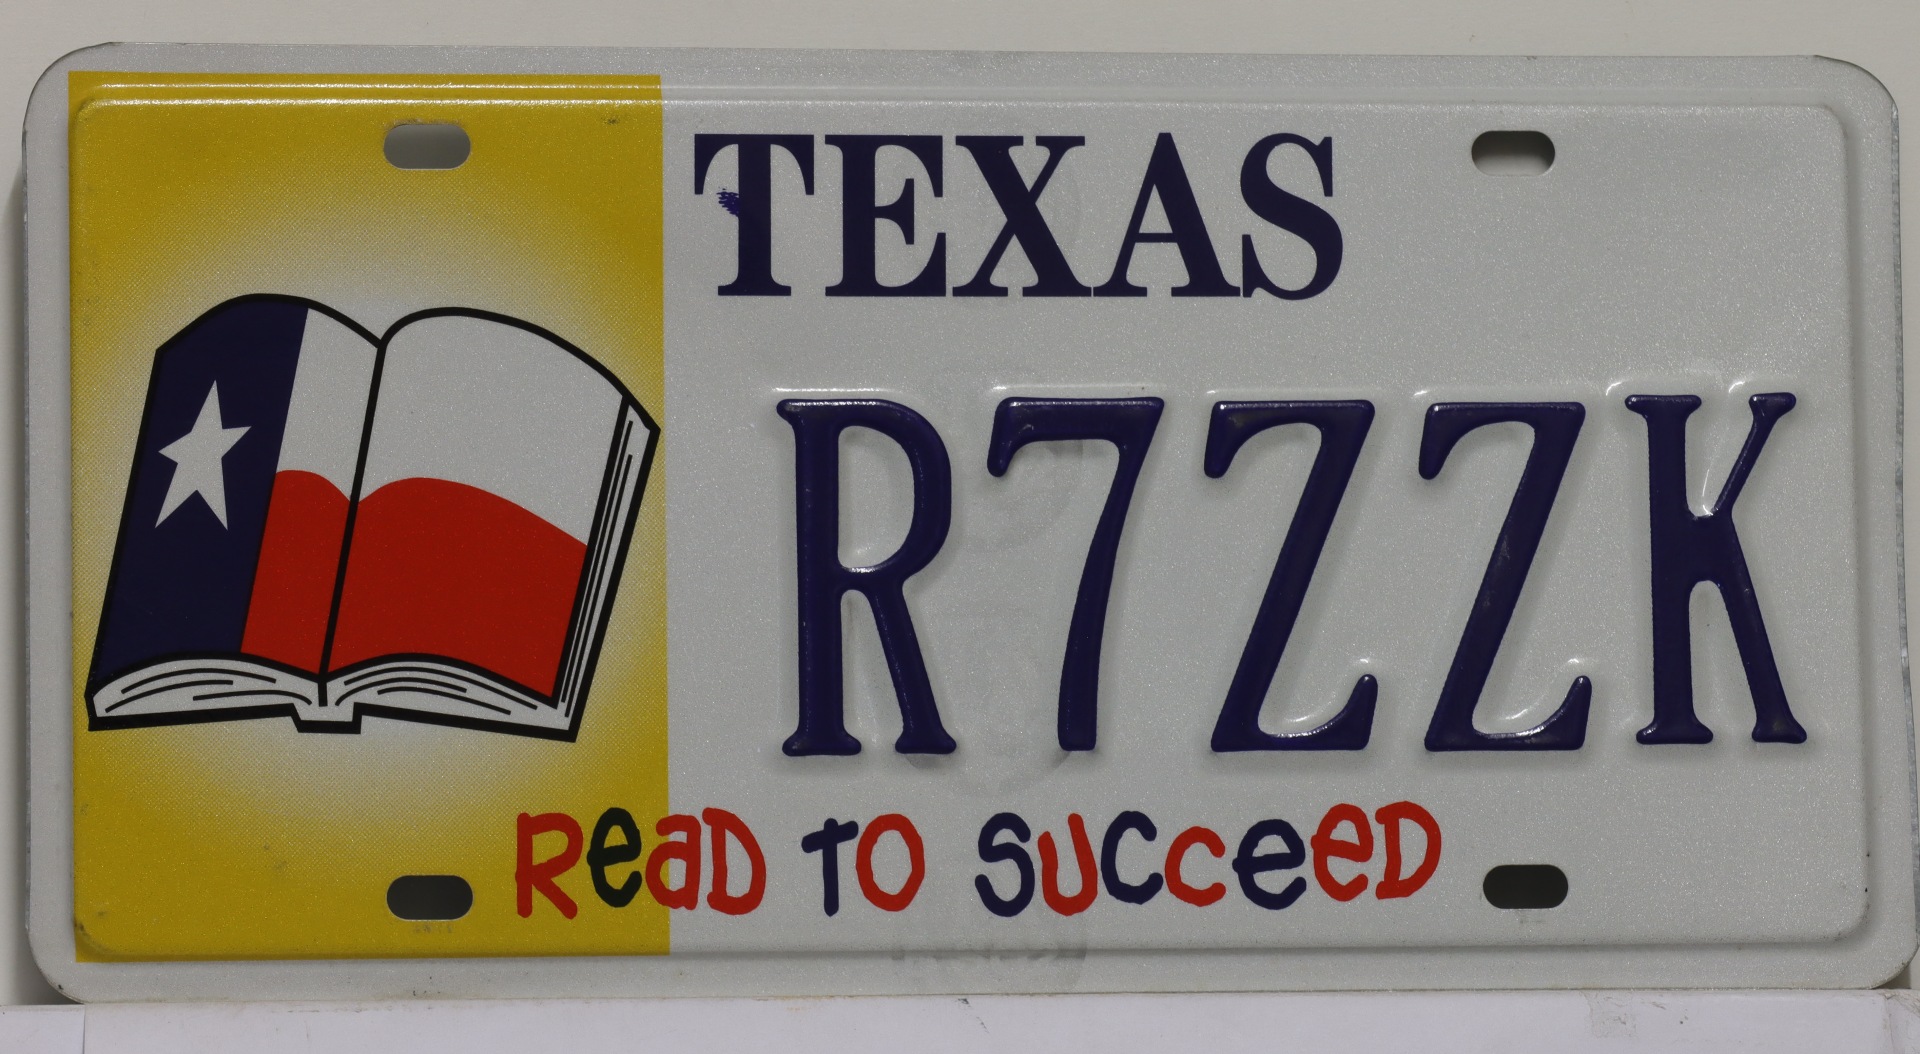 TEXAS
R7ZZK
ReaD TO SucceeD